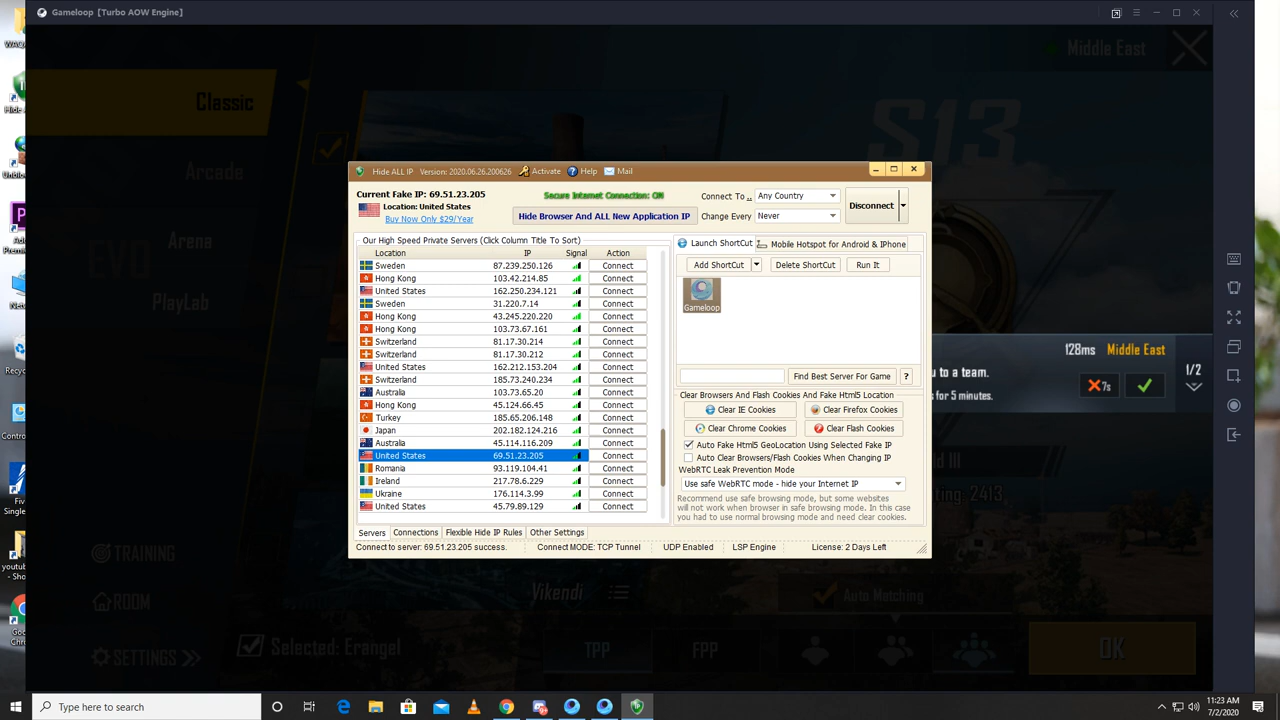 Gameloop [Turbo AOW Engine]
Middle East
Classic
S13
Arcade
Arena
EVO
PlayLab
TRAINING
ROOM
SETTINGS
Selected: Erangel
Vikendi
TPP
FPP
Auto Matching
OK
128ms Middle East
1/2
u to a team.
7s
s for 5 minutes.
ting: 2413
Hide ALL IP Version: 2020.06.26.200626 Activate Help Mail
Current Fake IP: 69.51.23.205
Location: United States
Buy Now Only $29/Year
Secure Internet Connection: ON
Hide Browser And ALL New Application IP
Connect To .. Any Country
Change Every Never
Disconnect
Our High Speed Private Servers (Click Column Title To Sort)
Location IP Signal Action
Sweden 87.239.250.126 Connect
Hong Kong 103.42.214.85 Connect
United States 162.250.234.121 Connect
Sweden 31.220.7.14 Connect
Hong Kong 43.245.220.220 Connect
Hong Kong 103.73.67.161 Connect
Switzerland 81.17.30.214 Connect
Switzerland 81.17.30.212 Connect
United States 162.212.153.204 Connect
Switzerland 185.73.240.234 Connect
Australia 103.73.65.20 Connect
Hong Kong 45.124.66.45 Connect
Turkey 185.65.206.148 Connect
Japan 202.182.124.216 Connect
Australia 45.114.116.209 Connect
United States 69.51.23.205 Connect
Romania 93.119.104.41 Connect
Ireland 217.78.6.229 Connect
Ukraine 176.114.3.99 Connect
United States 45.79.89.129 Connect
Servers Connections Flexible Hide IP Rules Other Settings
Launch ShortCut Mobile Hotspot for Android & IPhone
Add ShortCut Delete ShortCut Run It
Gameloop
Find Best Server For Game ?
Clear Browsers And Flash Cookies And Fake Html5 Location
Clear IE Cookies Clear Firefox Cookies
Clear Chrome Cookies Clear Flash Cookies
Auto Fake Html5 GeoLocation Using Selected Fake IP
Auto Clear Browsers/Flash Cookies When Changing IP
WebRTC Leak Prevention Mode
Use safe WebRTC mode - hide your Internet IP
Recommend use safe browsing mode, but some websites
will not work when browser in safe browsing mode. In this case
you had to use normal browsing mode and need clear cookies.
Connect to server: 69.51.23.205 success. Connect MODE: TCP Tunnel UDP Enabled LSP Engine License: 2 Days Left
Type here to search
11:23 AM
7/2/2020